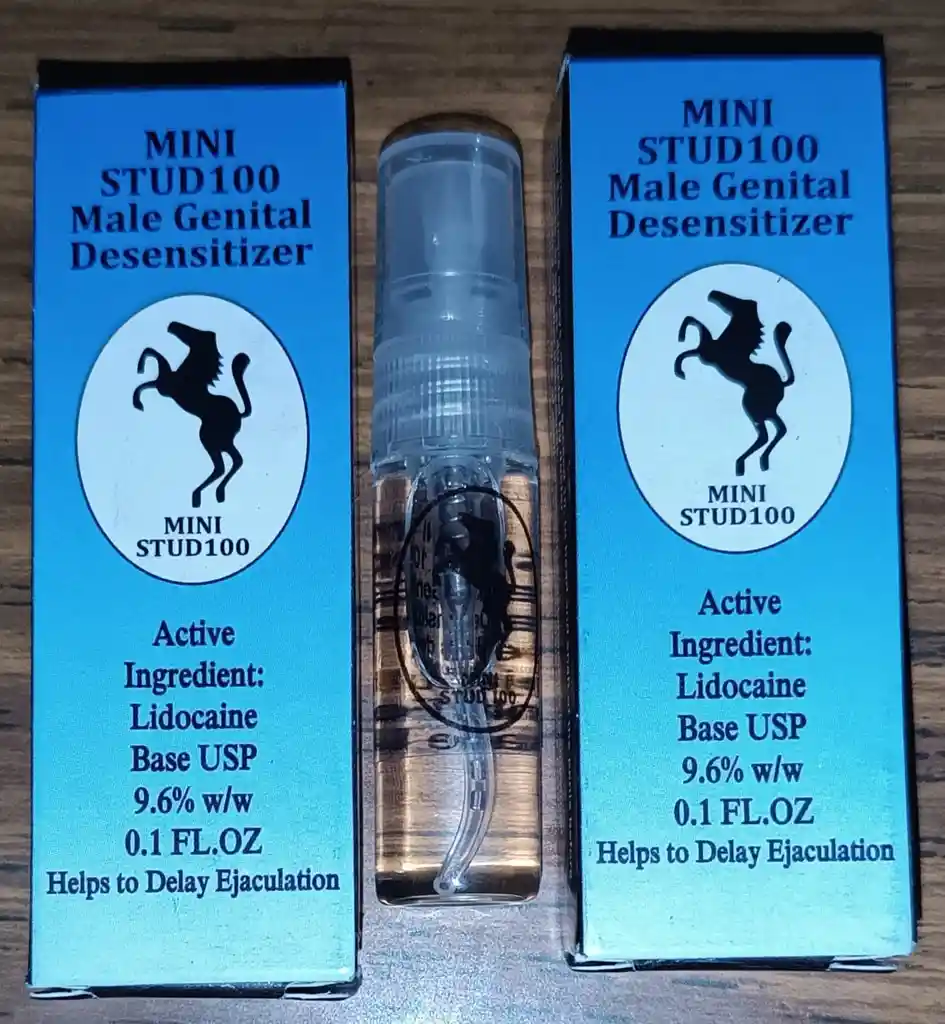 MINI
STUD100
Male Genital
Desensitizer
MINI
STUD100
Active
Ingredient:
Lidocaine
Base USP
9.6% w/w
0.1 FL.OZ
Helps to Delay Ejaculation
STUD 100
MINI
STUD100
Male Genital
Desensitizer
MINI
STUD100
Active
Ingredient:
Lidocaine
Base USP
9.6% w/w
0.1 FL.OZ
Helps to Delay Ejaculation